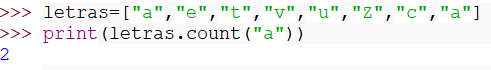 >>> letras=["a","e","t","v","u","z","c","a"]
>>> print(letras.count("a"))
2